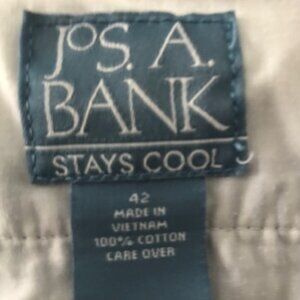 JOS. A.
BANK
STAYS COOL
42
MADE IN
VIETNAM
100% COTTON
CARE OVER